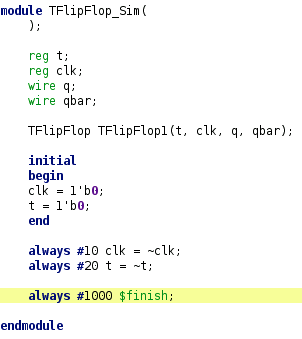 module TFlipFlop_Sim(
    );

    reg t;
    reg clk;
    wire q;
    wire qbar;

    TFlipFlop TFlipFlop1(t, clk, q, qbar);

    initial
    begin
    clk = 1'b0;
    t = 1'b0;
    end

    always #10 clk = ~clk;
    always #20 t = ~t;

    always #1000 $finish;

endmodule